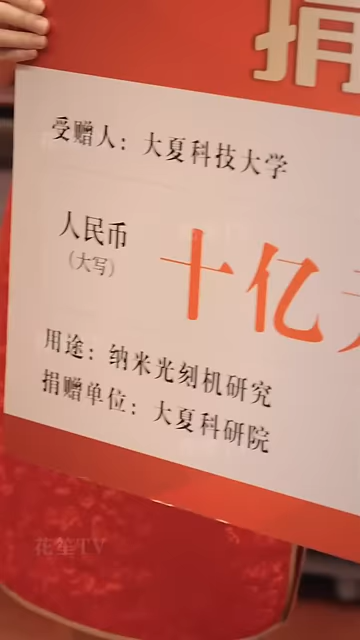 捐
受赠人：大夏科技大学
人民币
（大写）
十亿元
用途：纳米光刻机研究
捐赠单位：大夏科研院
花笙TV